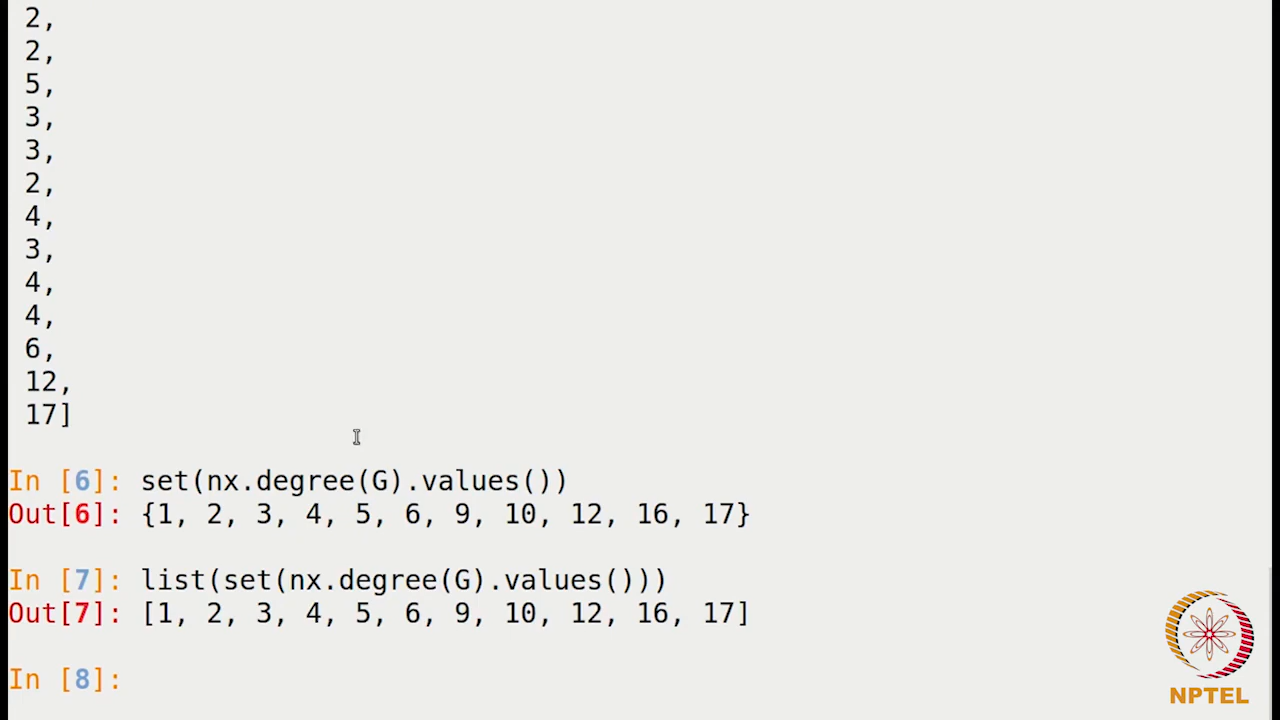 2,
2,
5,
3,
3,
2,
4,
3,
4,
4,
6,
12,
17]
In [6]: set(nx.degree(G).values())
Out[6]: {1, 2, 3, 4, 5, 6, 9, 10, 12, 16, 17}
In [7]: list(set(nx.degree(G).values()))
Out[7]: [1, 2, 3, 4, 5, 6, 9, 10, 12, 16, 17]
In [8]:
NPTEL